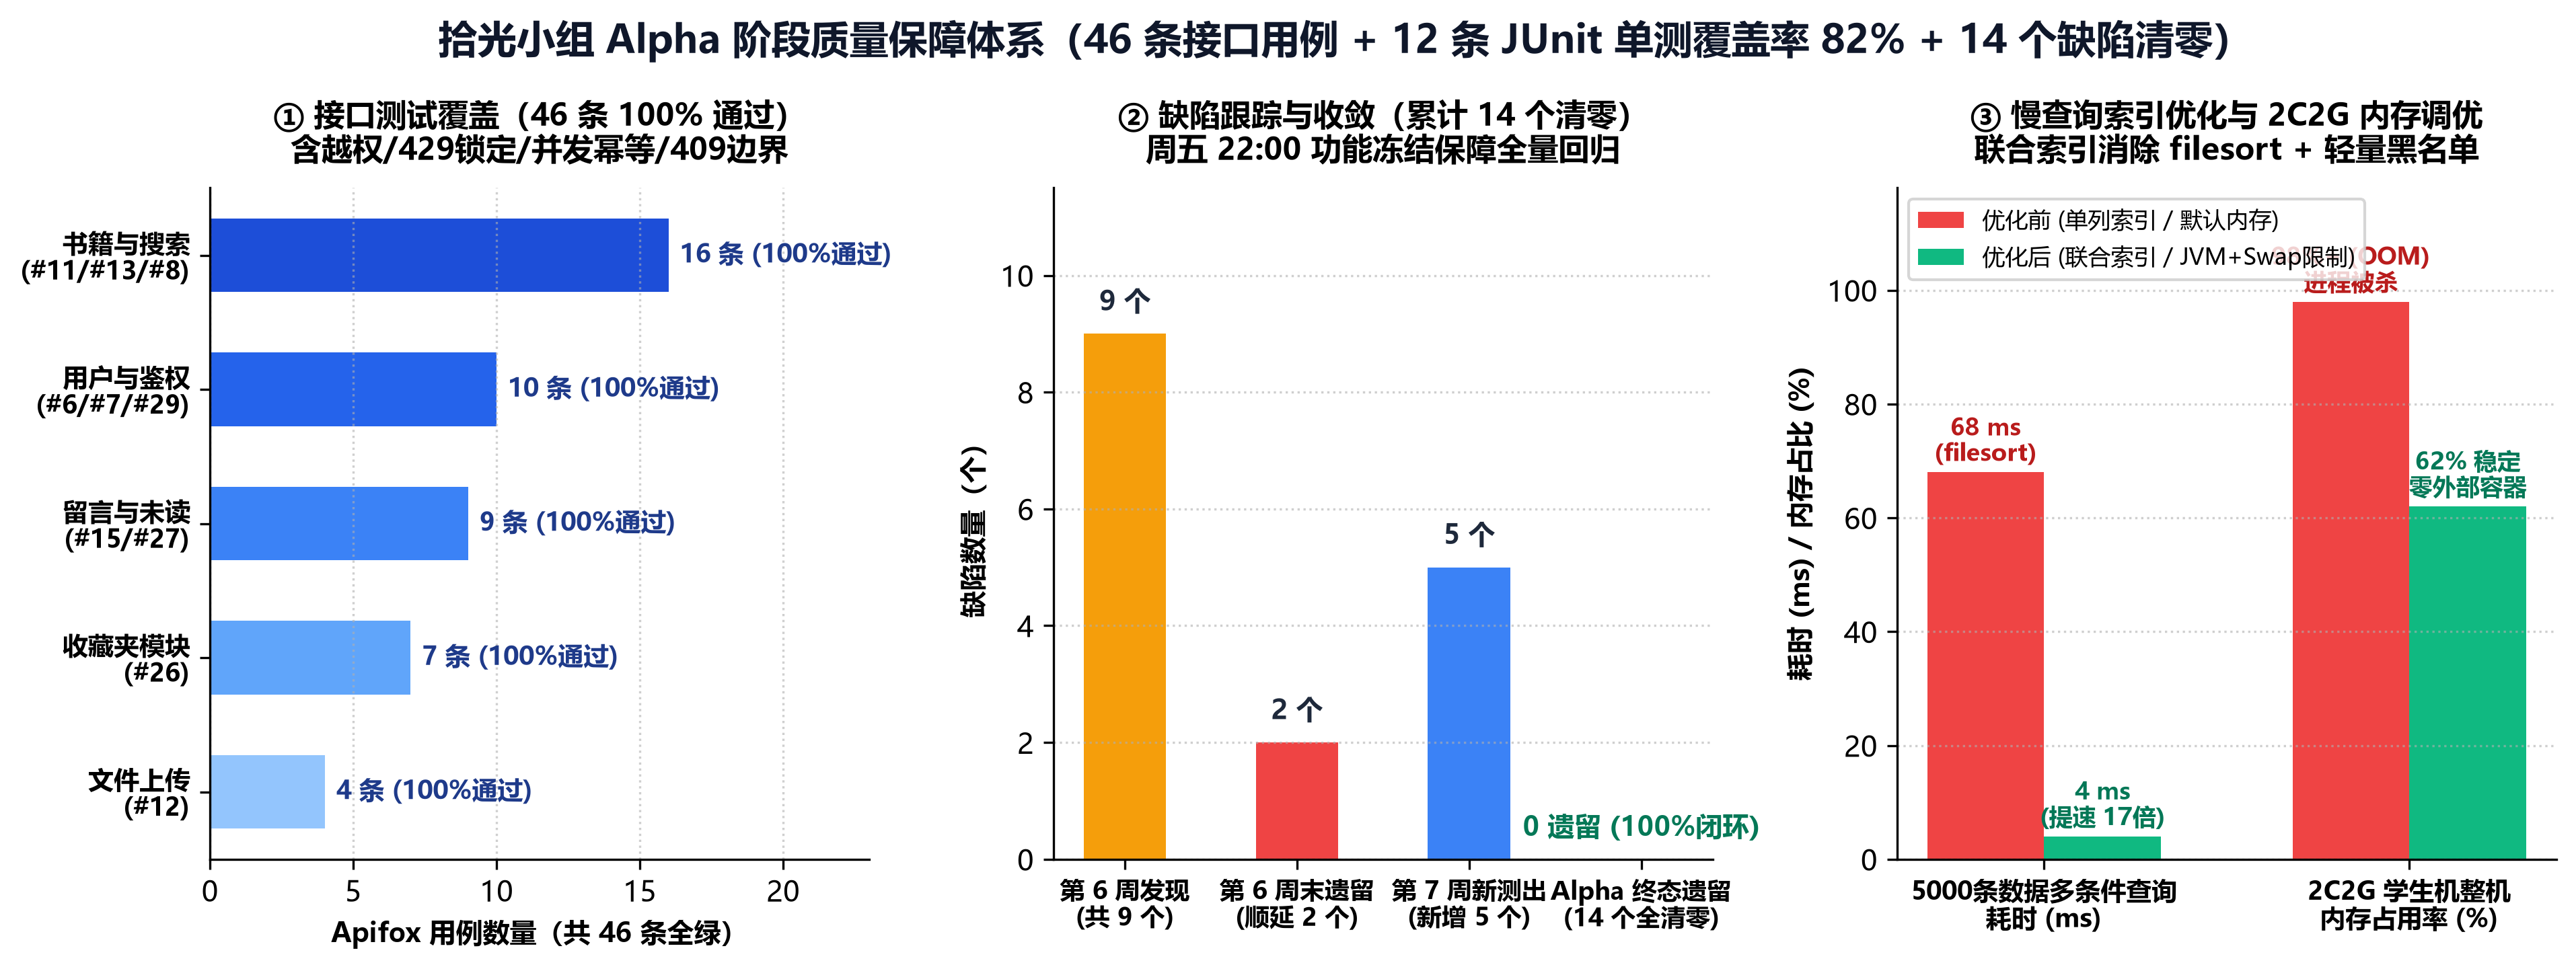 拾光小组 Alpha 阶段质量保障体系（46 条接口用例 + 12 条 JUnit 单测覆盖率 82% + 14 个缺陷清零）
① 接口测试覆盖（46 条 100% 通过）
含越权/429锁定/并发幂等/409边界
书籍与搜索
(#11/#13/#8)
16 条 (100%通过)
用户与鉴权
(#6/#7/#29)
10 条 (100%通过)
留言与未读
(#15/#27)
9 条 (100%通过)
收藏夹模块
(#26)
7 条 (100%通过)
文件上传
(#12)
4 条 (100%通过)
0 5 10 15 20
Apifox 用例数量（共 46 条全绿）
② 缺陷跟踪与收敛（累计 14 个清零）
周五 22:00 功能冻结保障全量回归
缺陷数量（个）
10
8
6
4
2
0
9 个
2 个
5 个
0 遗留 (100%闭环)
第 6 周发现
(共 9 个)
第 6 周末遗留
(顺延 2 个)
第 7 周新测出
(新增 5 个)
Alpha 终态遗留
(14 个全清零)
③ 慢查询索引优化与 2C2G 内存调优
联合索引消除 filesort + 轻量黑名单
优化前 (单列索引 / 默认内存)
优化后 (联合索引 / JVM+Swap限制)
耗时 (ms) / 内存占比 (%)
100
80
60
40
20
0
(OOM)
进程被杀
68 ms
(filesort)
62% 稳定
零外部容器
4 ms
(提速 17倍)
5000条数据多条件查询
耗时 (ms)
2C2G 学生机整机
内存占用率 (%)